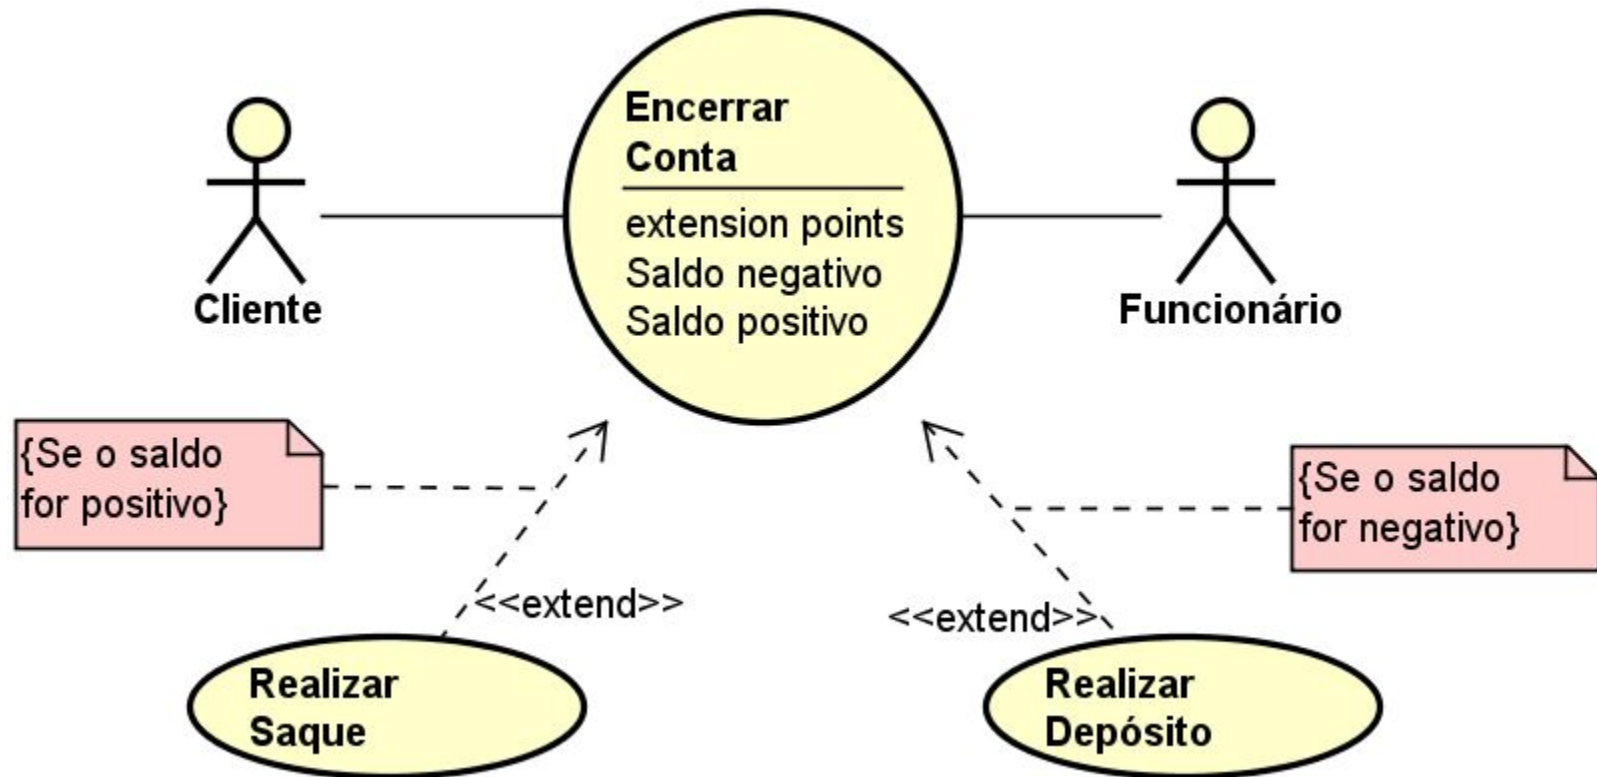 Encerrar
Conta
extension points
Saldo negativo
Saldo positivo
Cliente
Funcionário
{Se o saldo
for positivo}
{Se o saldo
for negativo}
<<extend>>
<<extend>>
Realizar
Saque
Realizar
Depósito